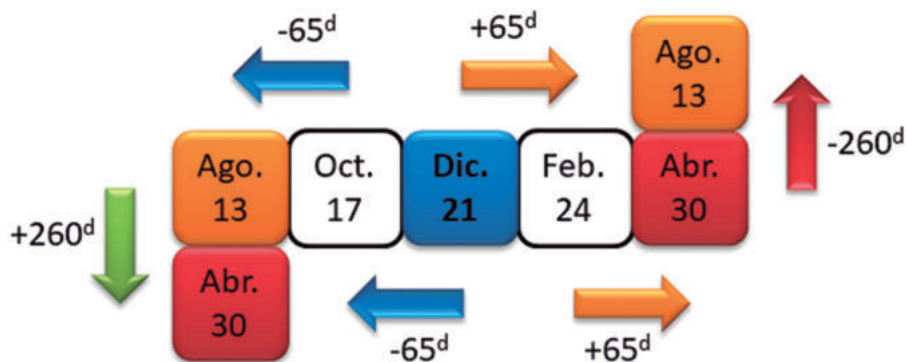 -65d
+65d
Ago.
13
-260d
Ago.
13
Oct.
17
Dic.
21
Feb.
24
Abr.
30
+260d
Abr.
30
-65d
+65d